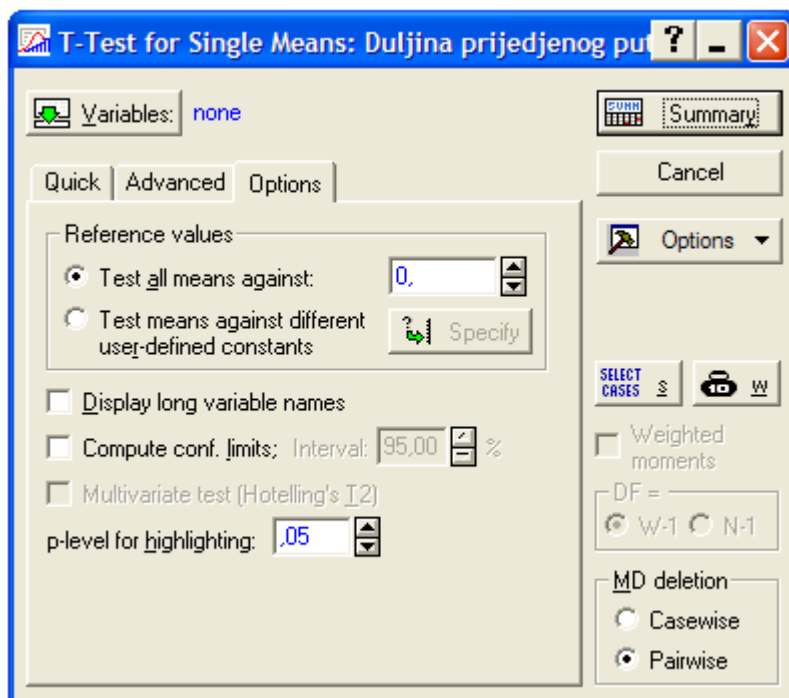 T-Test for Single Means: Duljina prijedjenog put
Variables: none
Summary
Cancel
Options
Quick
Advanced
Options
Reference values
Test all means against: 0,
Test means against different
user-defined constants
Specify
Display long variable names
Compute conf. limits; Interval: 95,00 %
Multivariate test (Hotelling's T2)
p-level for highlighting: ,05
SELECT
CASES S
W
Weighted
moments
DF =
W-1 N-1
MD deletion
Casewise
Pairwise